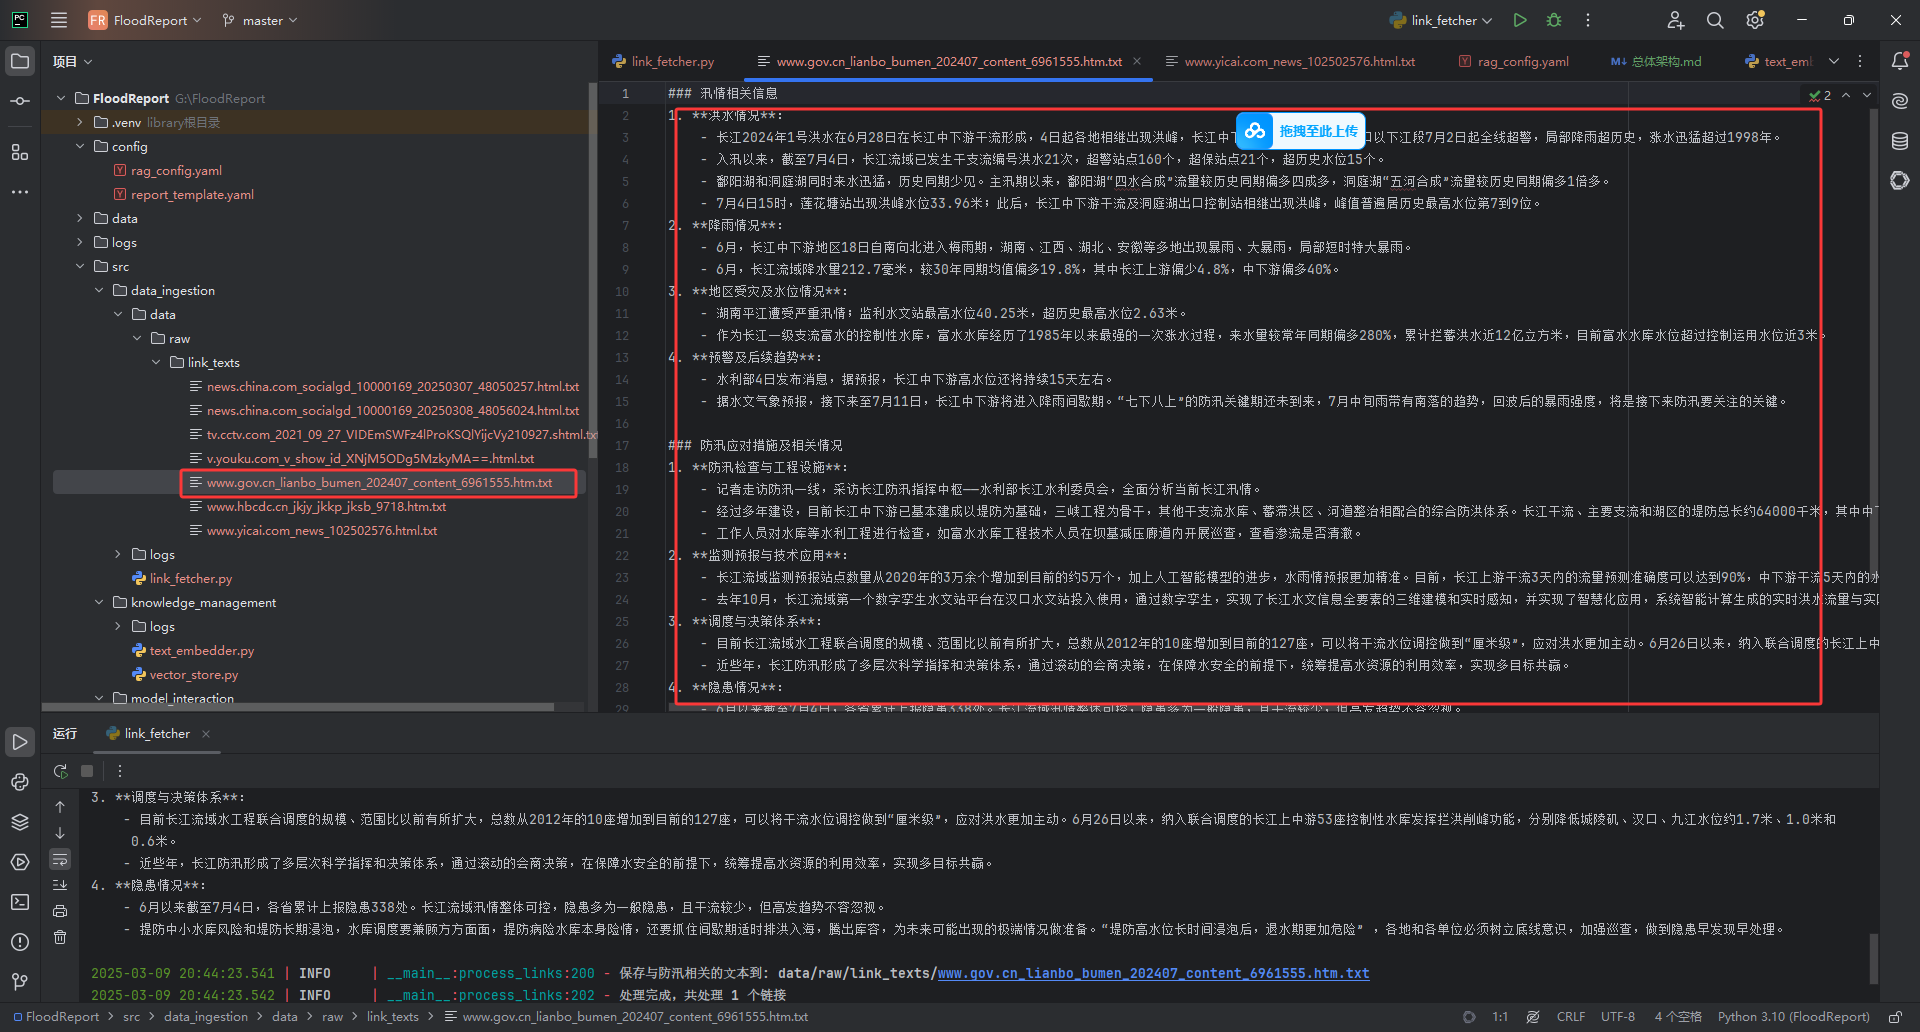 FR FloodReport master link_fetcher
项目
link_fetcher.py www.gov.cn_lianbo_bumen_202407_content_6961555.htm.txt www.yicai.com_news_102502576.html.txt rag_config.yaml M↓ 总体架构.md text_em
FloodReport G:\FloodReport
.venv library根目录
config
rag_config.yaml
report_template.yaml
data
logs
src
data_ingestion
data
raw
link_texts
news.china.com_socialgd_10000169_20250307_48050257.html.txt
news.china.com_socialgd_10000169_20250308_48056024.html.txt
tv.cctv.com_2021_09_27_VIDEmSWFz4lProKSQlYijcVy210927.shtml.txt
v.youku.com_v_show_id_XNjM5ODg5MzkyMA==.html.txt
www.gov.cn_lianbo_bumen_202407_content_6961555.htm.txt
www.hbcdc.cn_jkjy_jkkp_jksb_9718.htm.txt
www.yicai.com_news_102502576.html.txt
logs
link_fetcher.py
knowledge_management
logs
text_embedder.py
vector_store.py
model_interaction
2
拖拽至此上传
1 ### 汛情相关信息
2 1. **洪水情况**:
3 - 长江2024年1号洪水在6月28日在长江中下游干流形成，4日起各地相继出现洪峰，长江中 口以下江段7月2日起全线超警，局部降雨超历史，涨水迅猛超过1998年。
4 - 入汛以来，截至7月4日，长江流域已发生干支流编号洪水21次，超警站点160个，超保站点21个，超历史水位15个。
5 - 鄱阳湖和洞庭湖同时来水迅猛，历史同期少见。主汛期以来，鄱阳湖“四水合成”流量较历史同期偏多四成多，洞庭湖“五河合成”流量较历史同期偏多1倍多。
6 - 7月4日15时，莲花塘站出现洪峰水位33.96米；此后，长江中下游干流及洞庭湖出口控制站相继出现洪峰，峰值普遍居历史最高水位第7到9位。
7 2. **降雨情况**:
8 - 6月，长江中下游地区18日自南向北进入梅雨期，湖南、江西、湖北、安徽等多地出现暴雨、大暴雨，局部短时特大暴雨。
9 - 6月，长江流域降水量212.7毫米，较30年同期均值偏多19.8%，其中长江上游偏少4.8%，中下游偏多40%。
10 3. **地区受灾及水位情况**:
11 - 湖南平江遭受严重汛情；监利水文站最高水位40.25米，超历史最高水位2.63米。
12 - 作为长江一级支流富水的控制性水库，富水水库经历了1985年以来最强的一次涨水过程，来水量较常年同期偏多280%，累计拦蓄洪水近12亿立方米，目前富水水库水位超过控制运用水位近3米。
13 4. **预警及后续趋势**:
14 - 水利部4日发布消息，据预报，长江中下游高水位还将持续15天左右。
15 - 据水文气象预报，接下来至7月11日，长江中下游将进入降雨间歇期。“七下八上”的防汛关键期还未到来，7月中旬雨带有南落的趋势，回波后的暴雨强度，将是接下来防汛要关注的关键。
16
17 ### 防汛应对措施及相关情况
18 1. **防汛检查与工程设施**:
19 - 记者走访防汛一线，采访长江防汛指挥中枢——水利部长江水利委员会，全面分析当前长江汛情。
20 - 经过多年建设，目前长江中下游已基本建成以堤防为基础，三峡工程为骨干，其他干支流水库、蓄滞洪区、河道整治相配合的综合防洪体系。长江干流、主要支流和湖区的堤防总长约64000千米，其中中下
21 - 工作人员对水库等水利工程进行检查，如富水水库工程技术人员在坝基减压廊道内开展巡查，查看渗流是否清澈。
22 2. **监测预报与技术应用**:
23 - 长江流域监测预报站点数量从2020年的3万余个增加到目前的约5万个，加上人工智能模型的进步，水雨情预报更加精准。目前，长江上游干流3天内的流量预测准确度可以达到90%，中下游干流5天内的水
24 - 去年10月，长江流域第一个数字孪生水文站平台在汉口水文站投入使用，通过数字孪生，实现了长江水文信息全要素的三维建模和实时感知，并实现了智慧化应用，系统智能计算生成的实时洪水流量与实
25 3. **调度与决策体系**:
26 - 目前长江流域水工程联合调度的规模、范围比以前有所扩大，总数从2012年的10座增加到目前的127座，可以将干流水位调控做到“厘米级”，应对洪水更加主动。6月26日以来，纳入联合调度的长江上中
27 - 近些年，长江防汛形成了多层次科学指挥和决策体系，通过滚动的会商决策，在保障水安全的前提下，统筹提高水资源的利用效率，实现多目标共赢。
28 4. **隐患情况**:
29 - 6月以来截至7月4日，各省累计上报隐患338处。长江流域汛情整体可控，隐患多为一般隐患，且干流较少，但高发趋势不容忽视。
运行 link_fetcher
3. **调度与决策体系**:
- 目前长江流域水工程联合调度的规模、范围比以前有所扩大，总数从2012年的10座增加到目前的127座，可以将干流水位调控做到“厘米级”，应对洪水更加主动。6月26日以来，纳入联合调度的长江上中游53座控制性水库发挥拦洪削峰功能，分别降低城陵矶、汉口、九江水位约1.7米、1.0米和
0.6米。
- 近些年，长江防汛形成了多层次科学指挥和决策体系，通过滚动的会商决策，在保障水安全的前提下，统筹提高水资源的利用效率，实现多目标共赢。
4. **隐患情况**:
- 6月以来截至7月4日，各省累计上报隐患338处。长江流域汛情整体可控，隐患多为一般隐患，且干流较少，但高发趋势不容忽视。
- 提防中小水库风险和堤防长期浸泡，水库调度要兼顾方方面面，提防病险水库本身险情，还要抓住间歇期适时排洪入海，腾出库容，为未来可能出现的极端情况做准备。“堤防高水位长时间浸泡后，退水期更加危险”，各地和各单位必须树立底线意识，加强巡查，做到隐患早发现早处理。
2025-03-09 20:44:23.541 | INFO | __main__:process_links:200 - 保存与防汛相关的文本到: data/raw/link_texts/www.gov.cn_lianbo_bumen_202407_content_6961555.htm.txt
2025-03-09 20:44:23.542 | INFO | __main__:process_links:202 - 处理完成，共处理 1 个链接
FloodReport > src > data_ingestion > data > raw > link_texts > www.gov.cn_lianbo_bumen_202407_content_6961555.htm.txt 1:1 CRLF UTF-8 4 个空格 Python 3.10 (FloodReport)